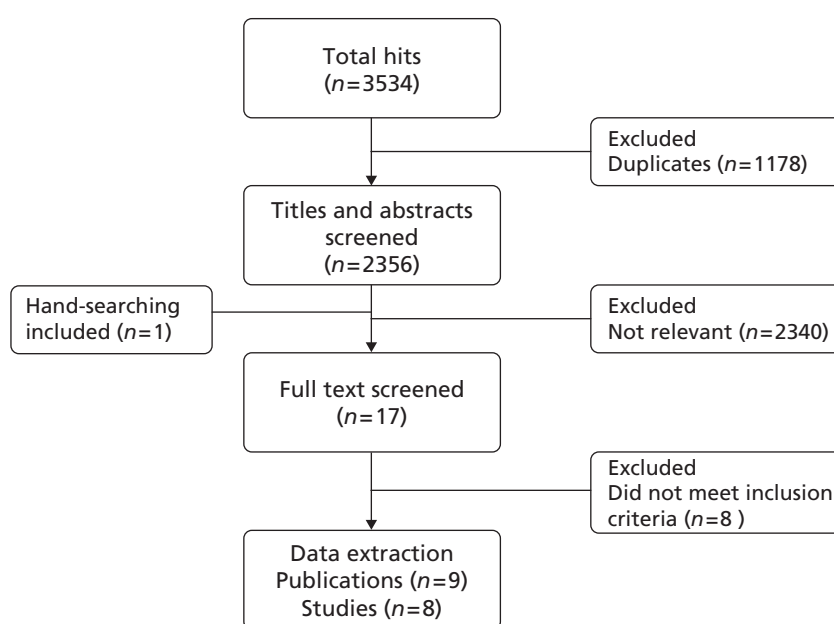 Total hits
(n=3534)
Excluded
Duplicates (n=1178)
Titles and abstracts
screened
(n=2356)
Hand-searching
included (n=1)
Excluded
Not relevant (n=2340)
Full text screened
(n=17)
Excluded
Did not meet inclusion
criteria (n=8 )
Data extraction
Publications (n=9)
Studies (n=8)